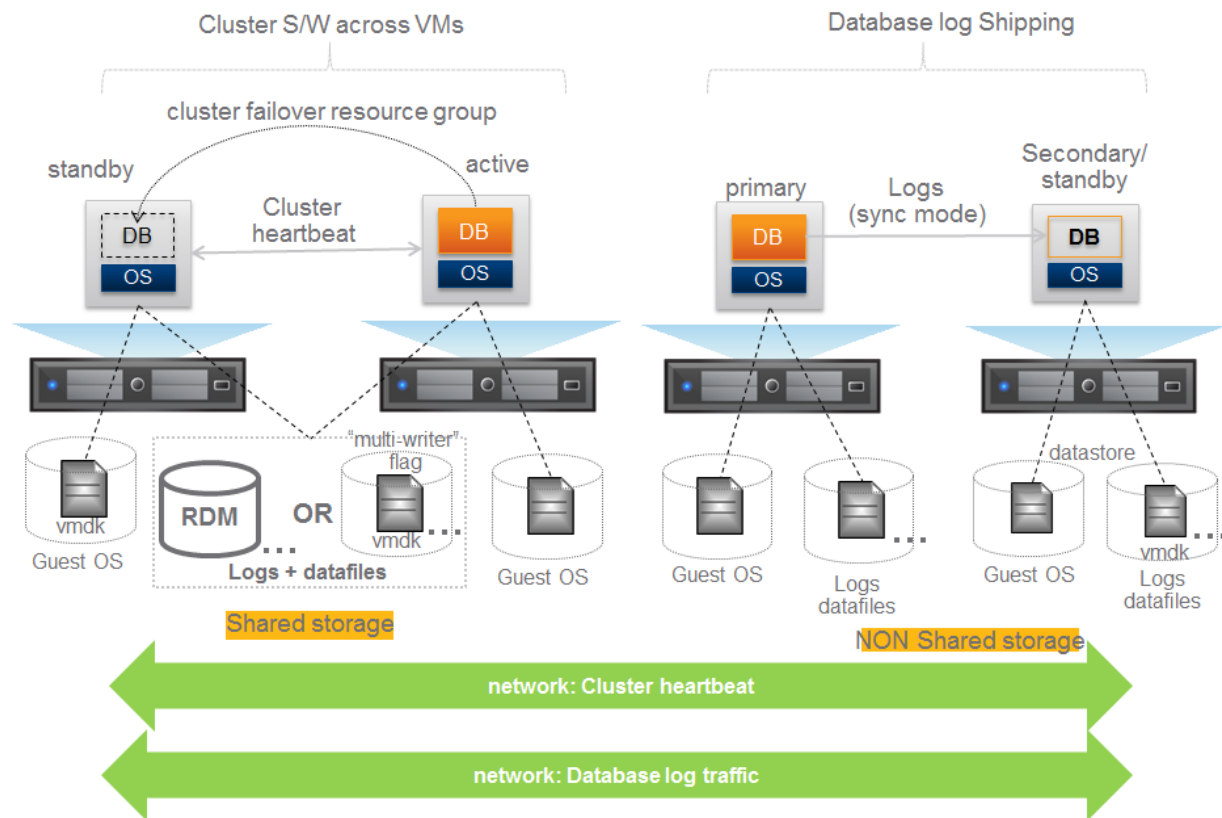 Cluster S/W across VMs
Database log Shipping
cluster failover resource group
standby
active
Cluster
heartbeat
DB
OS
DB
OS
primary
Logs
(sync mode)
Secondary/
standby
DB
OS
DB
OS
vmdk
Guest OS
RDM
OR
"multi-writer"
flag
vmdk
Logs + datafiles
Guest OS
Guest OS
Logs
datafiles
datastore
Guest OS
vmdk
Logs
datafiles
Shared storage
NON Shared storage
network: Cluster heartbeat
network: Database log traffic